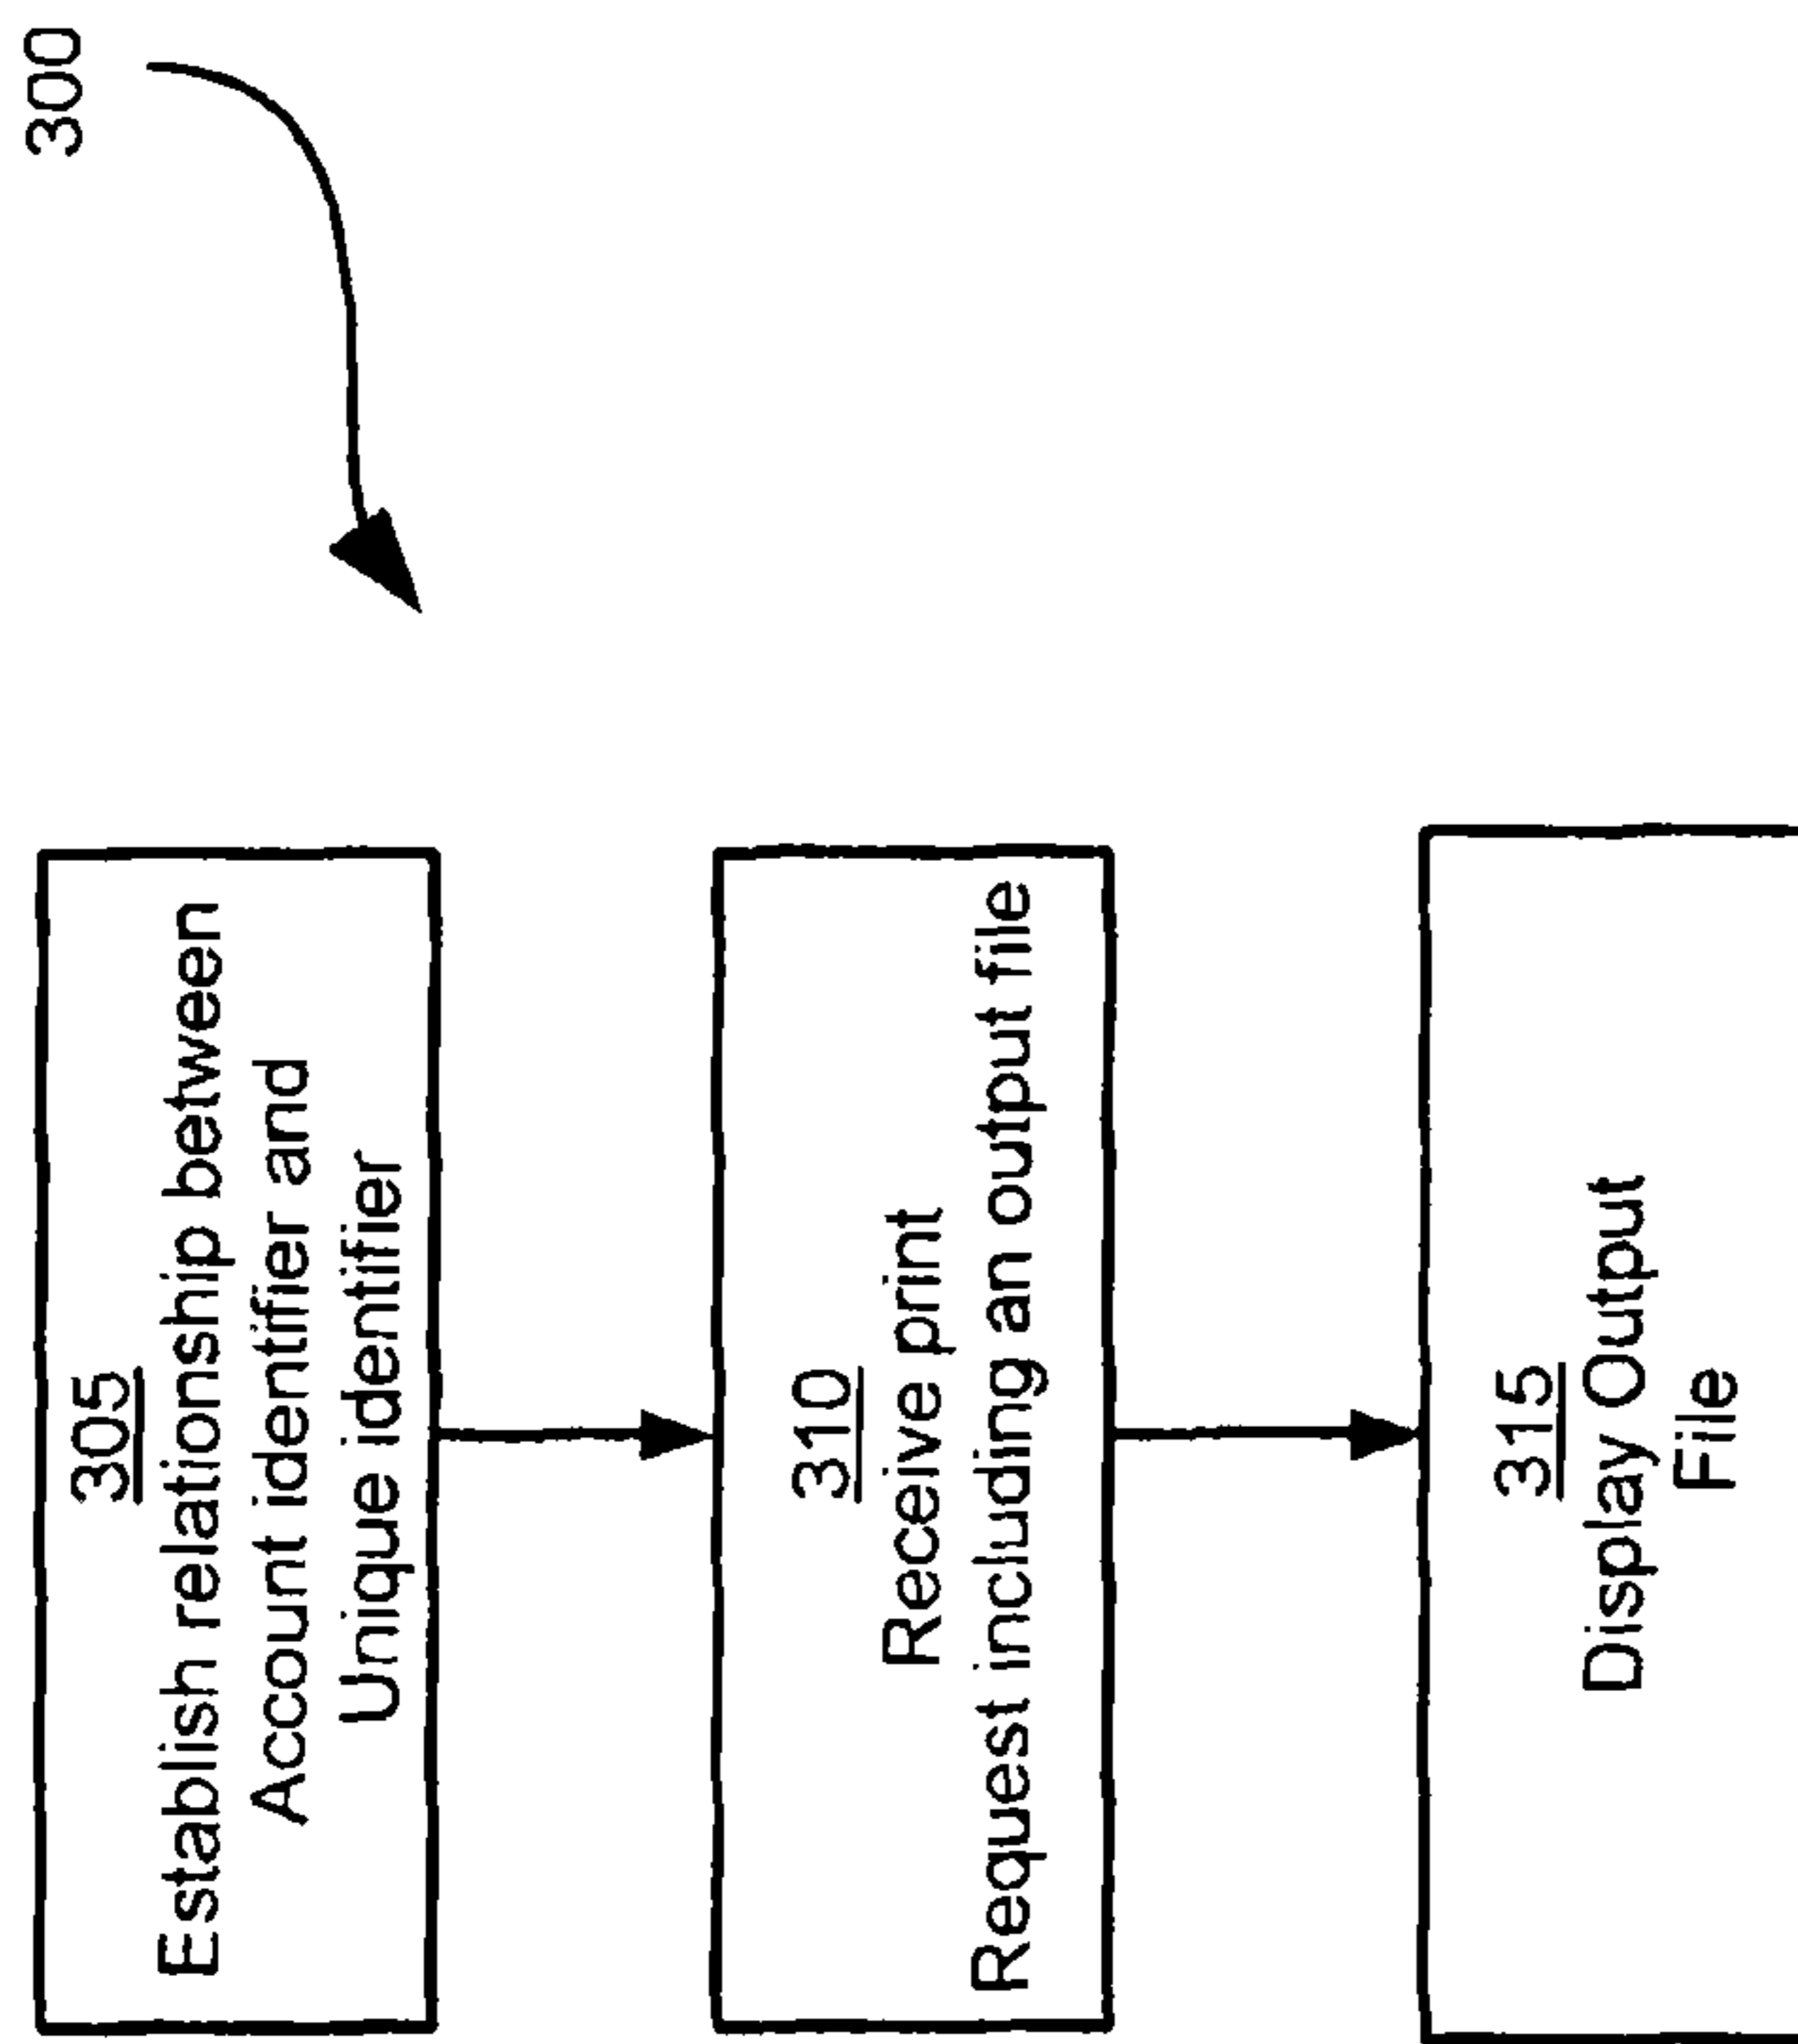 300
305
Establish relationship between
Account identifier and
Unique identifier
310
Receive print
Request including an output file
315
Display Output
File